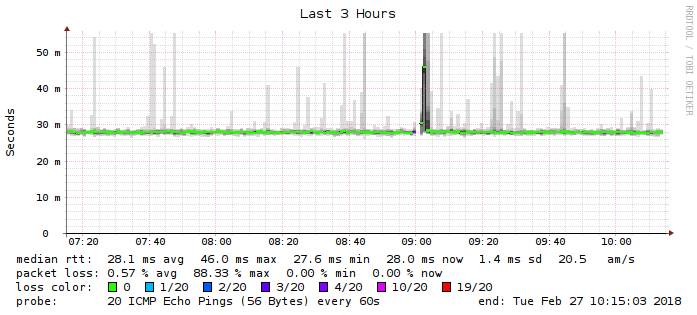 Last 3 Hours
RRDTOOL / TOBI OETIKER
Seconds
50 m
40 m
30 m
20 m
10 m
0
07:20 07:40 08:00 08:20 08:40 09:00 09:20 09:40 10:00
median rtt: 28.1 ms avg 46.0 ms max 27.6 ms min 28.0 ms now 1.4 ms sd 20.5 am/s
packet loss: 0.57 % avg 88.33 % max 0.00 % min 0.00 % now
loss color: 0 1/20 2/20 3/20 4/20 10/20 19/20
probe: 20 ICMP Echo Pings (56 Bytes) every 60s end: Tue Feb 27 10:15:03 2018